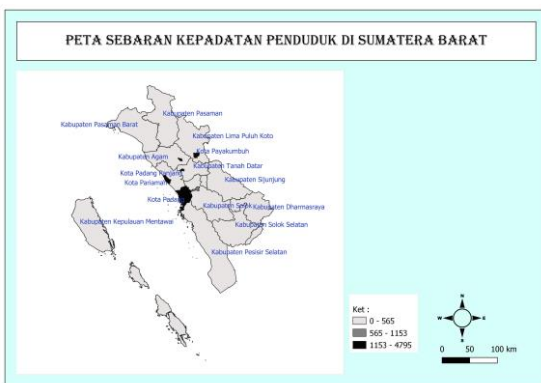 PETA SEBARAN KEPADATAN PENDUDUK DI SUMATERA BARAT
Kabupaten Pasaman
Kabupaten Pasaman Barat
Kabupaten Lima Puluh Koto
Kota Payakumbuh
Kabupaten Agam
Kabupaten Tanah Datar
Kota Padang Panjang
Kabupaten Sijunjung
Kota Pariaman
Kota Padang
Kabupaten Solok
Kabupaten Dharmasraya
Kabupaten Kepulauan Mentawai
Kabupaten Solok Selatan
Kabupaten Pesisir Selatan
Ket :
0 - 565
565 - 1153
1153 - 4795
N
W
E
S
0 50 100 km